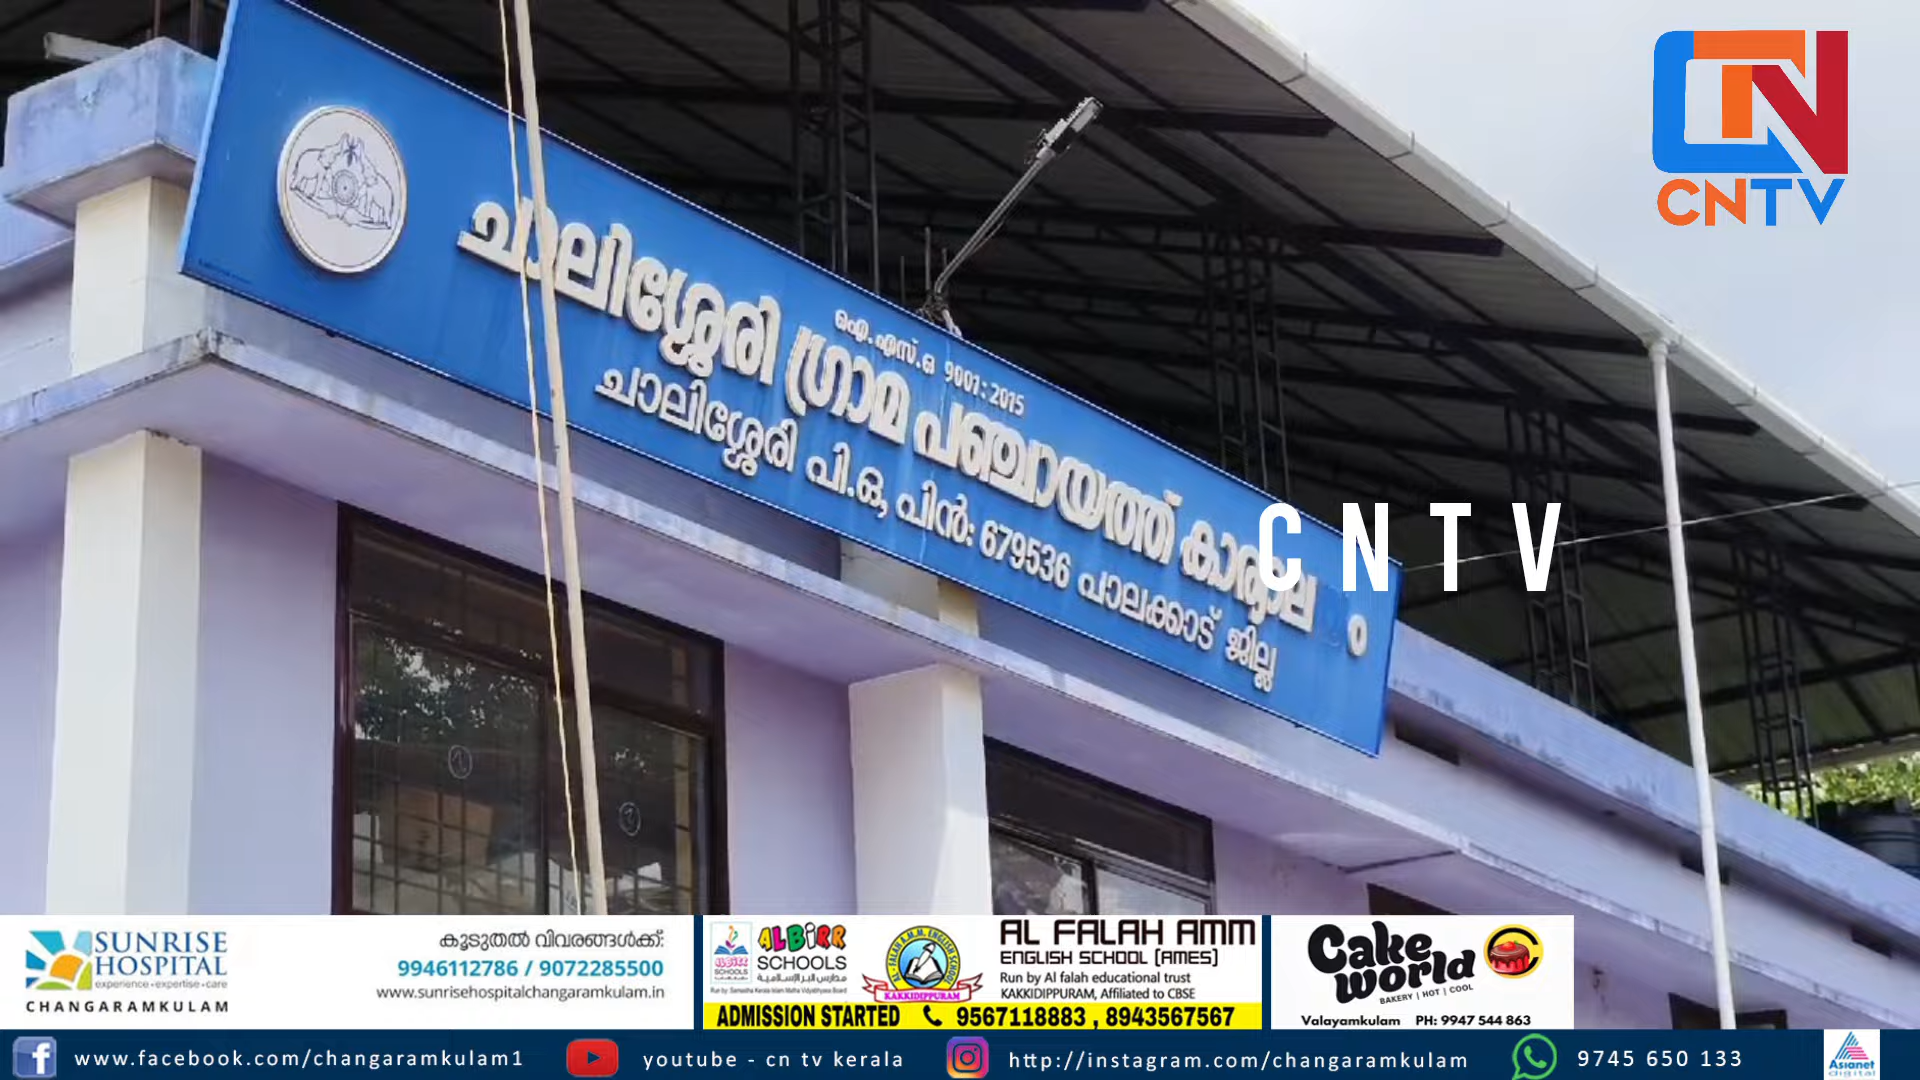 CNTV
ഐ.എസ്.ഒ 9001:2015
ചാലിശ്ശേരി ഗ്രാമ പഞ്ചായത്ത് കാര്യാല ം
ചാലിശ്ശേരി പി.ഒ, പിൻ: 679536 പാലക്കാട് ജില്ല
CNTV
SUNRISE
HOSPITAL
experience • expertise • care
CHANGARAMKULAM
കൂടുതൽ വിവരങ്ങൾക്ക്:
9946112786 / 9072285500
www.sunrisehospitalchangaramkulam.in
ALBIRR
SCHOOLS
KAKKIDIPPURAM
AL FALAH AMM
ENGLISH SCHOOL (AMES)
Run by Al falah educational trust
KAKKIDIPPURAM, Affiliated to CBSE
ADMISSION STARTED 9567118883 , 8943567567
Cake
world
BAKERY | HOT | COOL
Valayamkulam PH: 9947 544 863
www.facebook.com/changaramkulam1
youtube - cn tv kerala
http://instagram.com/changaramkulam
9745 650 133
Asianet
digital